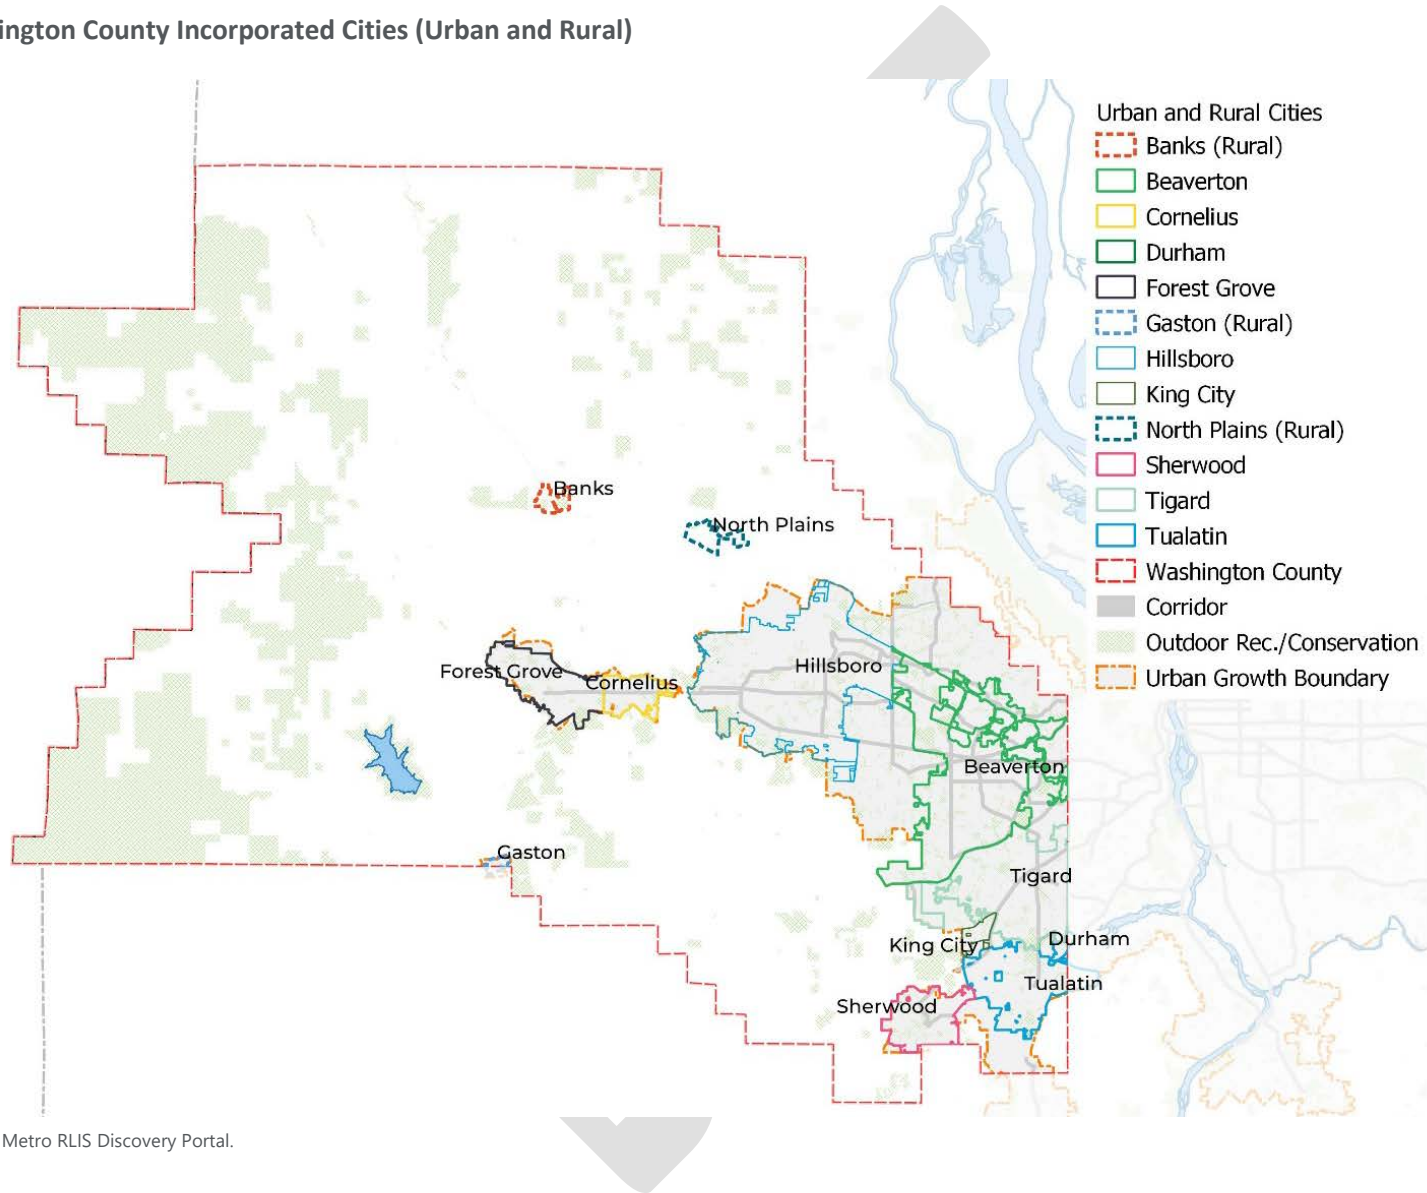 ington County Incorporated Cities (Urban and Rural)
Urban and Rural Cities
Banks (Rural)
Beaverton
Cornelius
Durham
Forest Grove
Gaston (Rural)
Hillsboro
King City
North Plains (Rural)
Sherwood
Tigard
Tualatin
Washington County
Corridor
Outdoor Rec./Conservation
Urban Growth Boundary
Banks
North Plains
Hillsboro
Forest Grove
Cornelius
Beaverton
Gaston
Tigard
King City
Durham
Tualatin
Sherwood
Metro RLIS Discovery Portal.